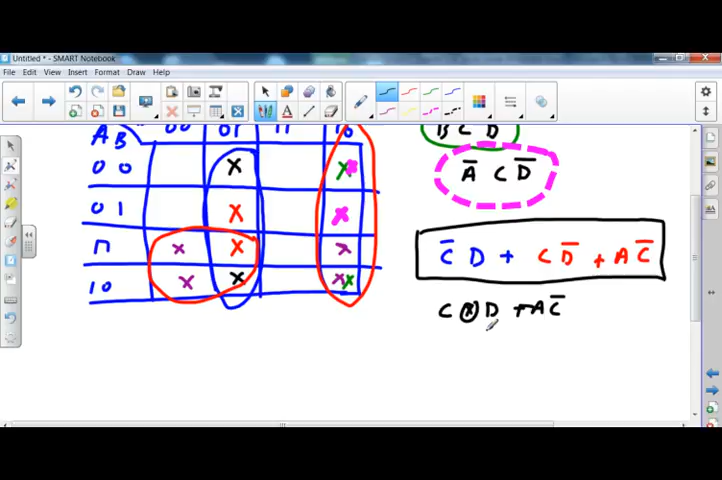 Untitled * - SMART Notebook
File Edit View Insert Format Draw Help
AB 00 01 11 10
B C D
00 X X
Ā C D̅
01 X X
11 X X X
C̅ D + C D̅ + A C̅
10 X X XX
C ⊗ D + A C̅